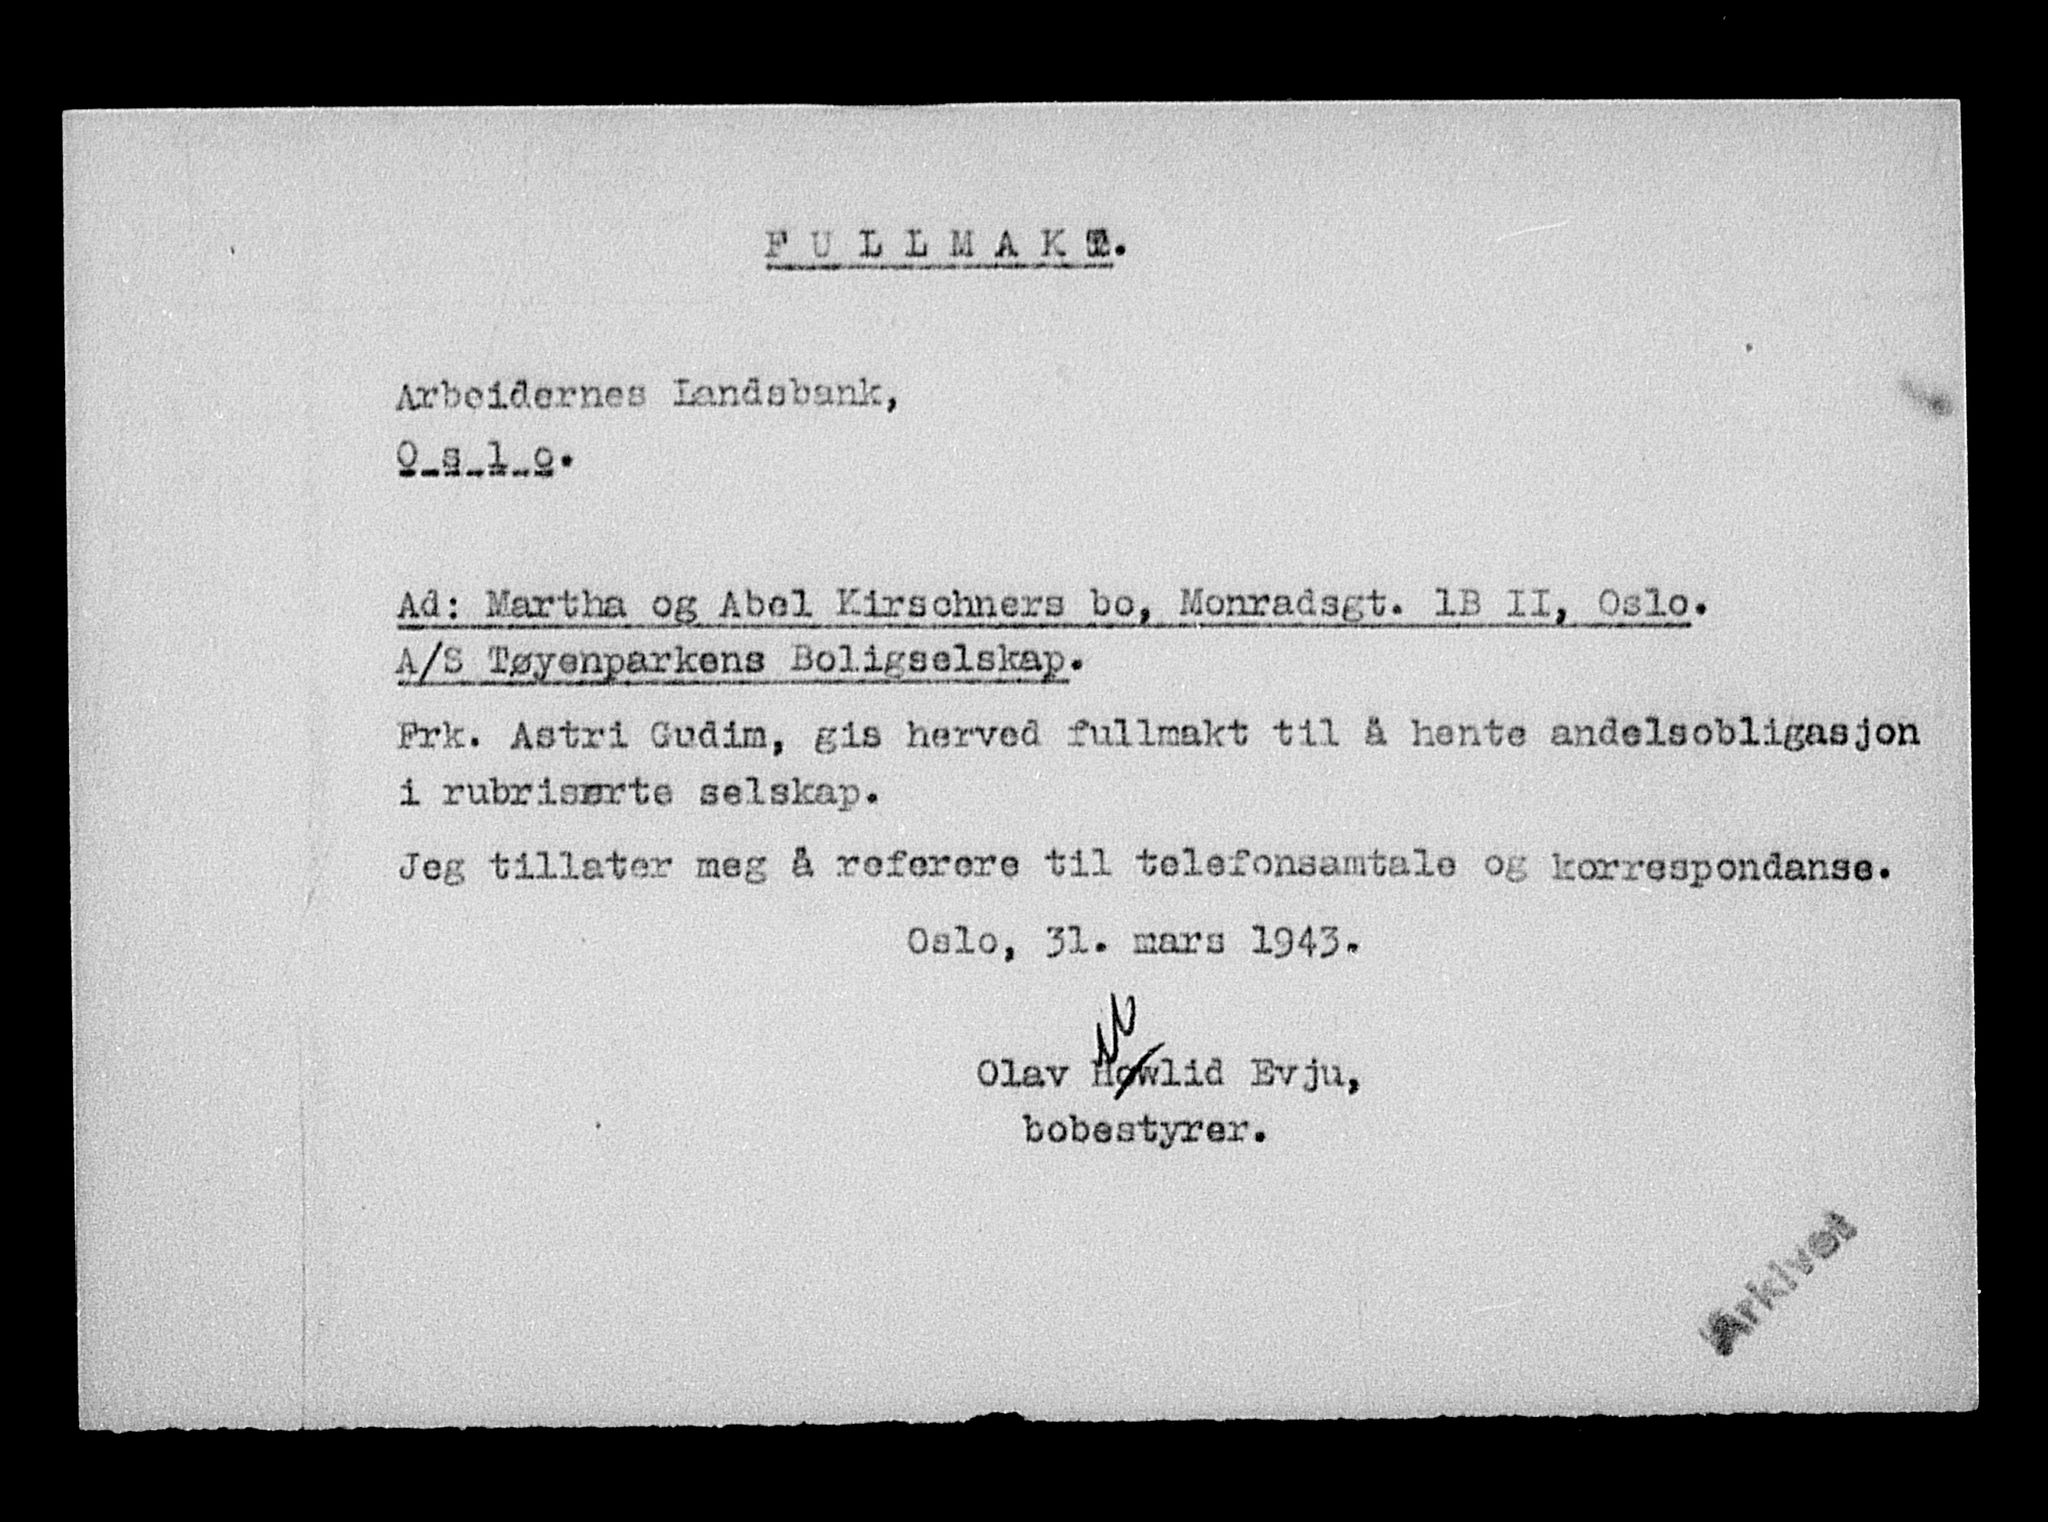 F U L L M A K T.
Arbeidernes Landsbank,
O s l o.
Ad: Martha og Abel Kirschners bo, Monradsgt. 1B II, Oslo.
A/S Tøyenparkens Boligselskap.
Frk. Astri Gudim, gis herved fullmakt til å hente andelsobligasjon
i rubriserte selskap.
Jeg tillater meg å referere til telefonsamtale og korrespondanse.
Oslo, 31. mars 1943.
Olav Howlid Evju,
bobestyrer.
Arkivet